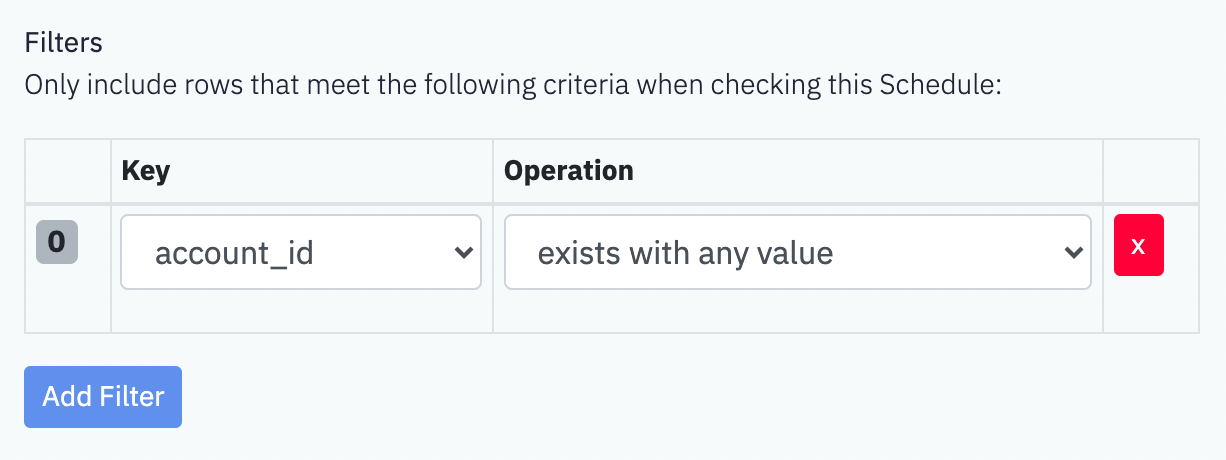 Filters
Only include rows that meet the following criteria when checking this Schedule:
Key Operation
0 account_id exists with any value x
Add Filter